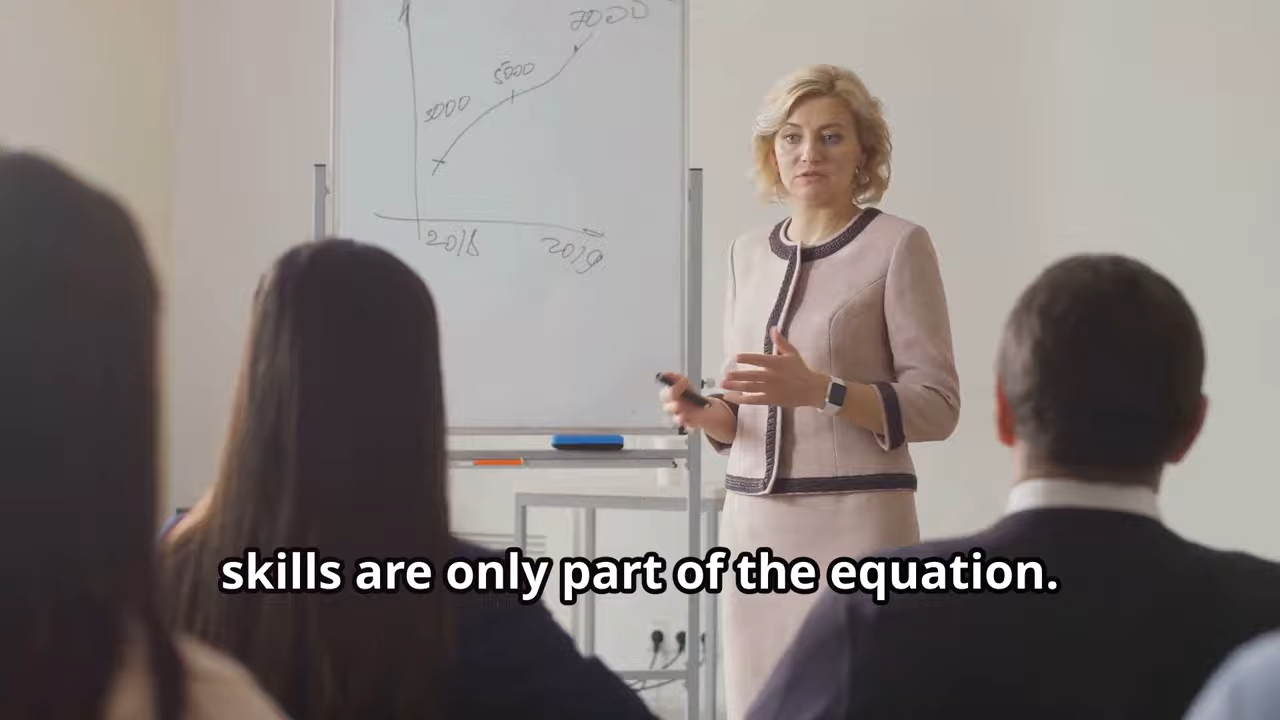 7000
5000
3000
2018 2019
skills are only part of the equation.